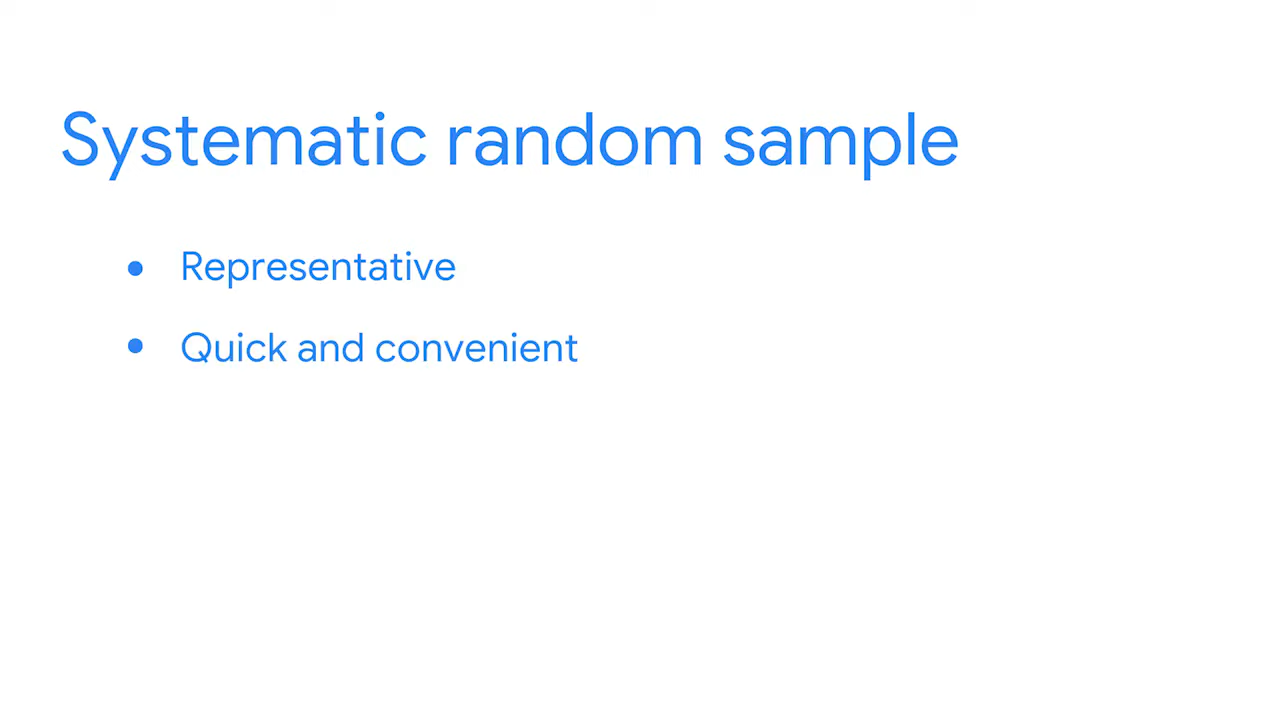 Systematic random sample
• Representative
• Quick and convenient